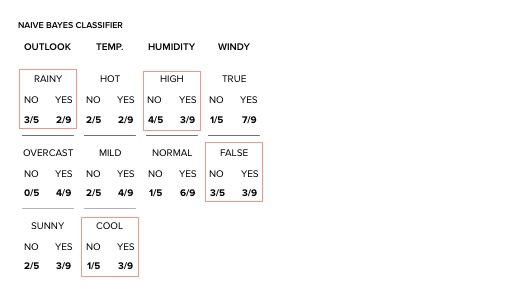 NAIVE BAYES CLASSIFIER
OUTLOOK TEMP. HUMIDITY WINDY
RAINY HOT HIGH TRUE
NO YES NO YES NO YES NO YES
3/5 2/9 2/5 2/9 4/5 3/9 1/5 7/9
OVERCAST MILD NORMAL FALSE
NO YES NO YES NO YES NO YES
0/5 4/9 2/5 4/9 1/5 6/9 3/5 3/9
SUNNY COOL
NO YES NO YES
2/5 3/9 1/5 3/9